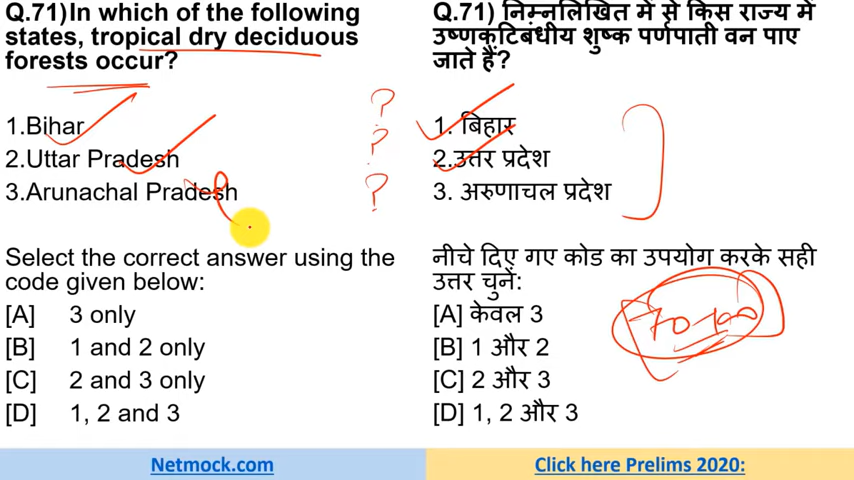 Q.71)In which of the following
states, tropical dry deciduous
forests occur?
1.Bihar
2.Uttar Pradesh
3.Arunachal Pradesh
Select the correct answer using the
code given below:
[A] 3 only
[B] 1 and 2 only
[C] 2 and 3 only
[D] 1, 2 and 3
?
?
?
Q.71) निम्नलिखित में से किस राज्य में
उष्णकटिबंधीय शुष्क पर्णपाती वन पाए
जाते हैं?
1. बिहार
2.उत्तर प्रदेश
3. अरुणाचल प्रदेश
नीचे दिए गए कोड का उपयोग करके सही
उत्तर चुनें:
[A] केवल 3
[B] 1 और 2
[C] 2 और 3
[D] 1, 2 और 3
70-100
Netmock.com
Click here Prelims 2020: